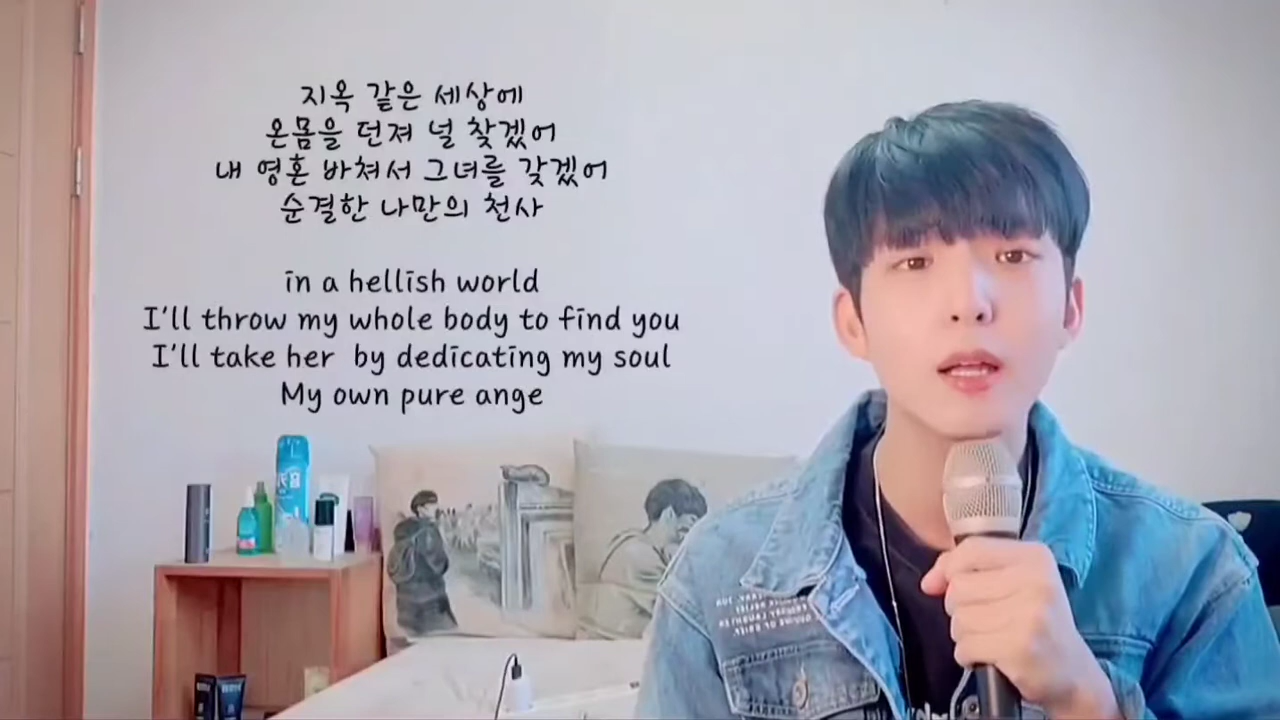 지옥 같은 세상에
온몸을 던져 널 찾겠어
내 영혼 바쳐서 그녀를 갖겠어
순결한 나만의 천사
in a hellish world
I'll throw my whole body to find you
I'll take her by dedicating my soul
My own pure ange